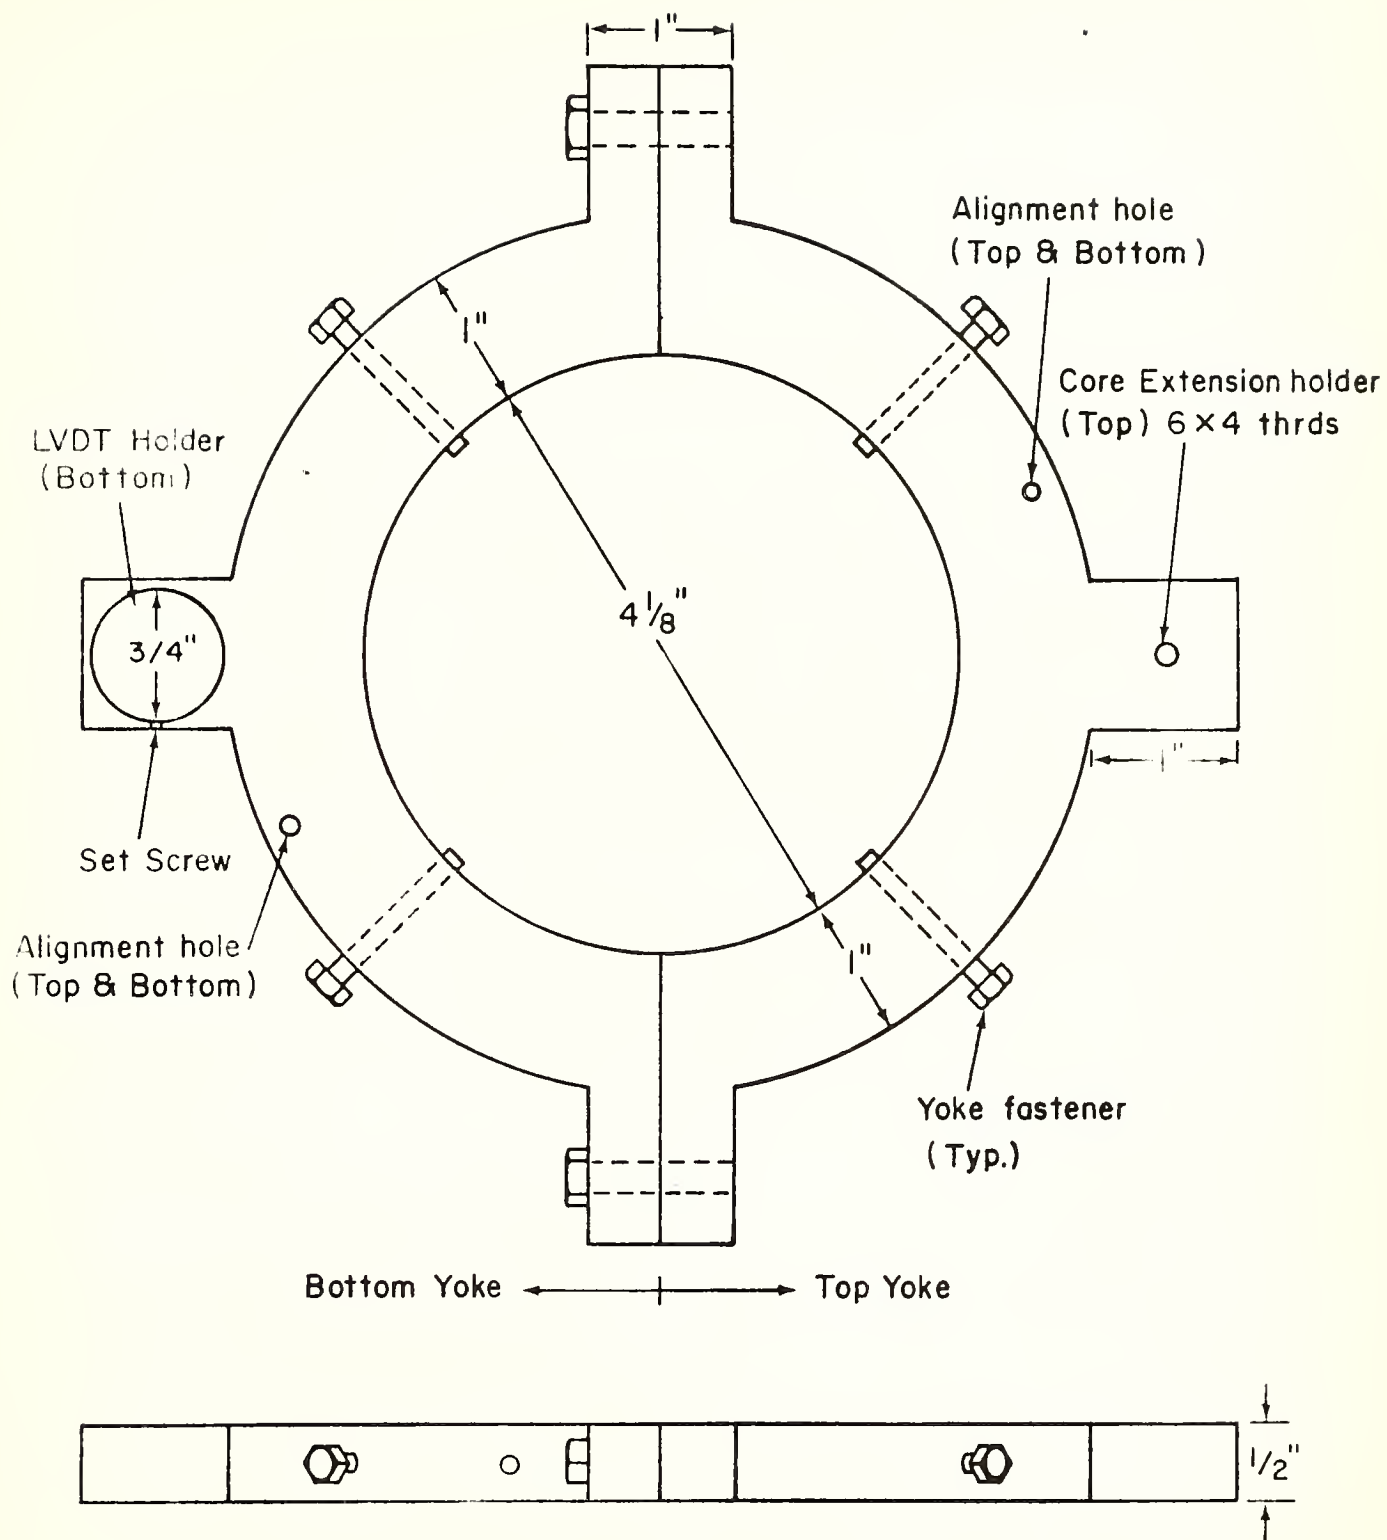 1"
Alignment hole
(Top & Bottom)
1"
Core Extension holder
(Top) 6×4 thrds
LVDT Holder
(Bottom)
4 1/8"
3/4"
1"
Set Screw
Alignment hole
(Top & Bottom)
1"
Yoke fastener
(Typ.)
Bottom Yoke
Top Yoke
1/2"